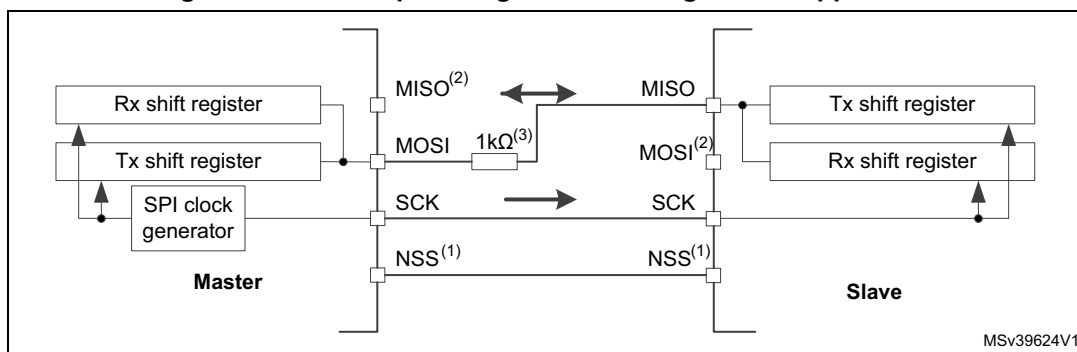 MISO(2)
MISO
Rx shift register
Tx shift register
MOSI
1kΩ(3)
MOSI(2)
Tx shift register
Rx shift register
SPI clock
generator
SCK
SCK
NSS(1)
NSS(1)
Master
Slave
MSv39624V1